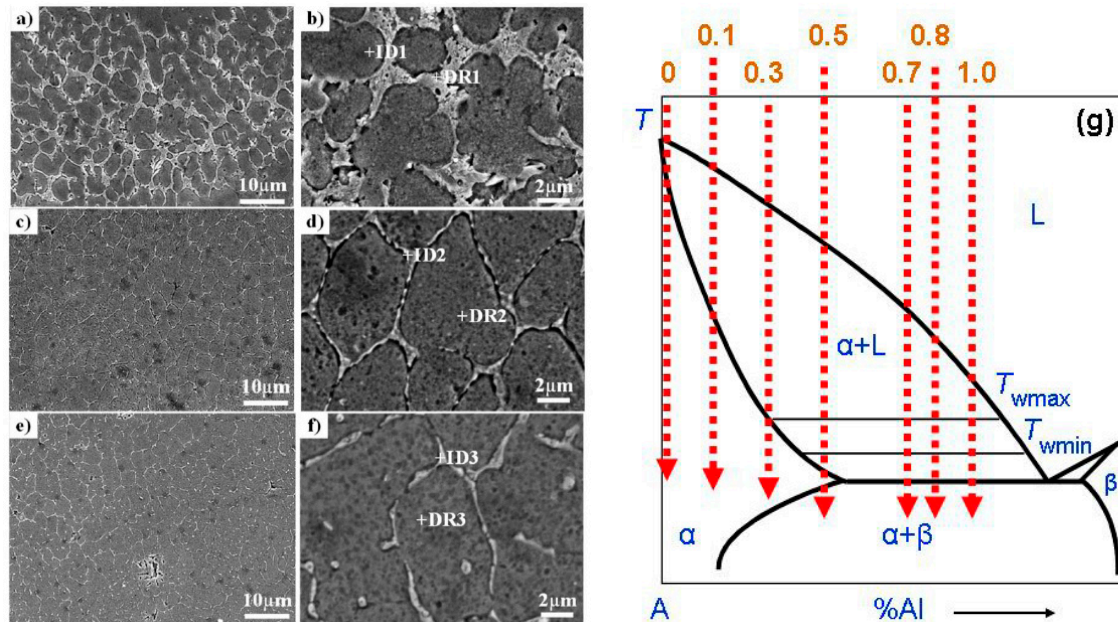 a)
10μm
b)
+ID1
+DR1
2μm
c)
10μm
d)
+ID2
+DR2
2μm
e)
10μm
f)
+ID3
+DR3
2μm
0.1 0.5 0.8
0 0.3 0.7 1.0
(g)
T
L
α+L
Twmax
Twmin
β
α α+β
A %Al